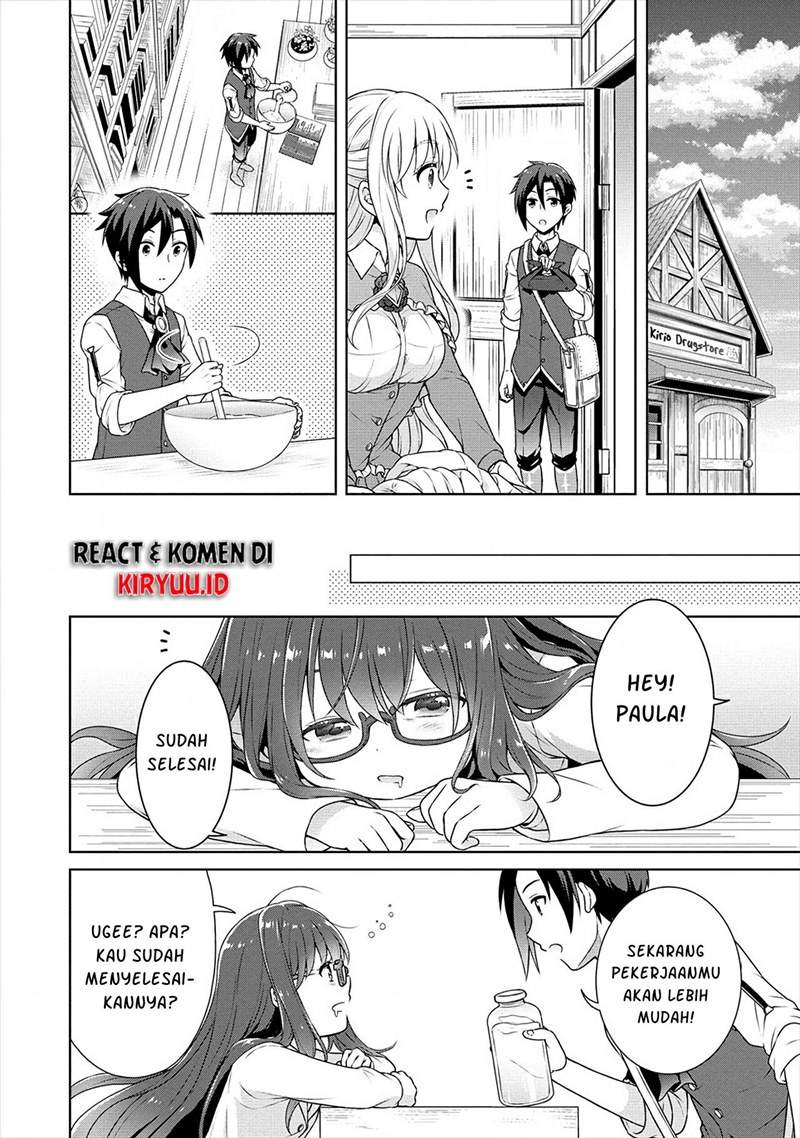 Kirio Drugstore
REACT & KOMEN DI
KIRYUU.ID
HEY!
PAULA!
SUDAH
SELESAI!
SEKARANG
PEKERJAANMU
AKAN LEBIH
MUDAH!
UGEE? APA?
KAU SUDAH
MENYELESAI-
KANNYA?